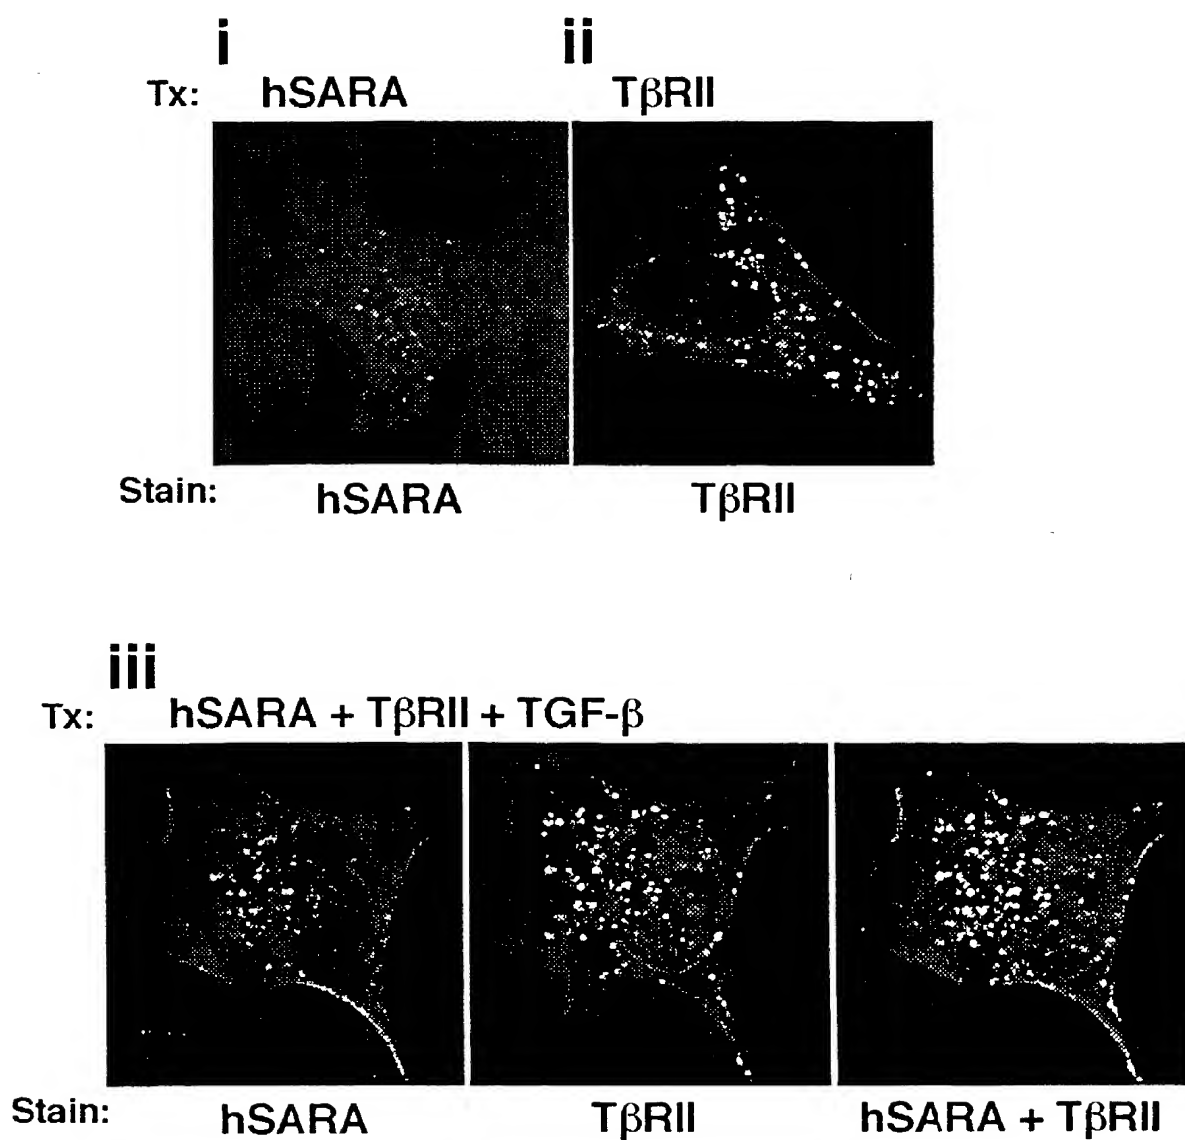 i ii
Tx: hSARA TβRII
Stain: hSARA TβRII
iii
Tx: hSARA + TβRII + TGF-β
Stain: hSARA TβRII hSARA + TβRII